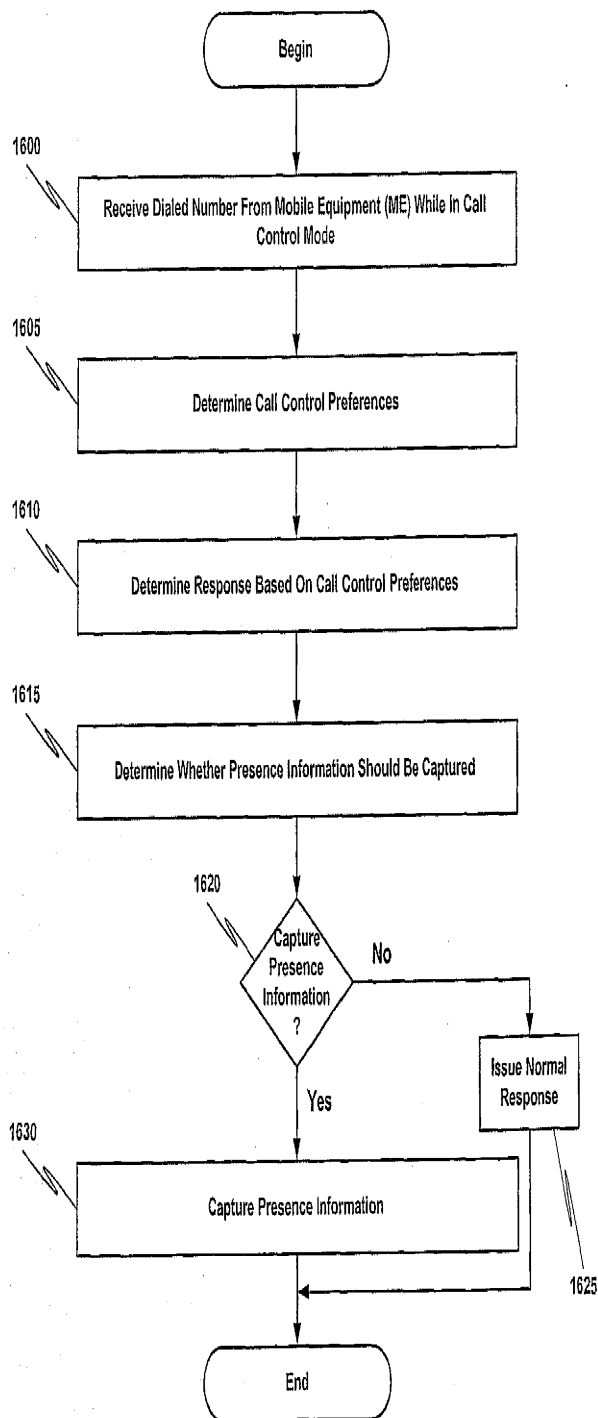 Begin
1600
Receive Dialed Number From Mobile Equipment (ME) While in Call
Control Mode
1605
Determine Call Control Preferences
1610
Determine Response Based On Call Control Preferences
1615
Determine Whether Presence Information Should Be Captured
1620
Capture
Presence
Information
?
No
Issue Normal
Response
1625
Yes
1630
Capture Presence Information
End